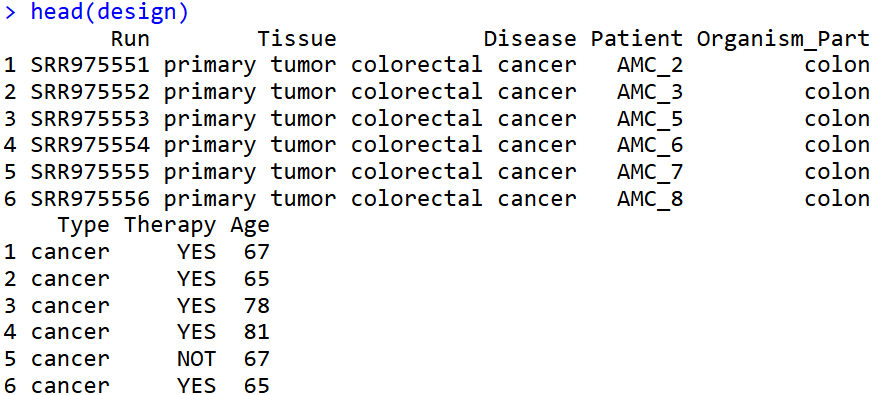 > head(design)
Run Tissue Disease Patient Organism_Part
1 SRR975551 primary tumor colorectal cancer AMC_2 colon
2 SRR975552 primary tumor colorectal cancer AMC_3 colon
3 SRR975553 primary tumor colorectal cancer AMC_5 colon
4 SRR975554 primary tumor colorectal cancer AMC_6 colon
5 SRR975555 primary tumor colorectal cancer AMC_7 colon
6 SRR975556 primary tumor colorectal cancer AMC_8 colon
Type Therapy Age
1 cancer YES 67
2 cancer YES 65
3 cancer YES 78
4 cancer YES 81
5 cancer NOT 67
6 cancer YES 65